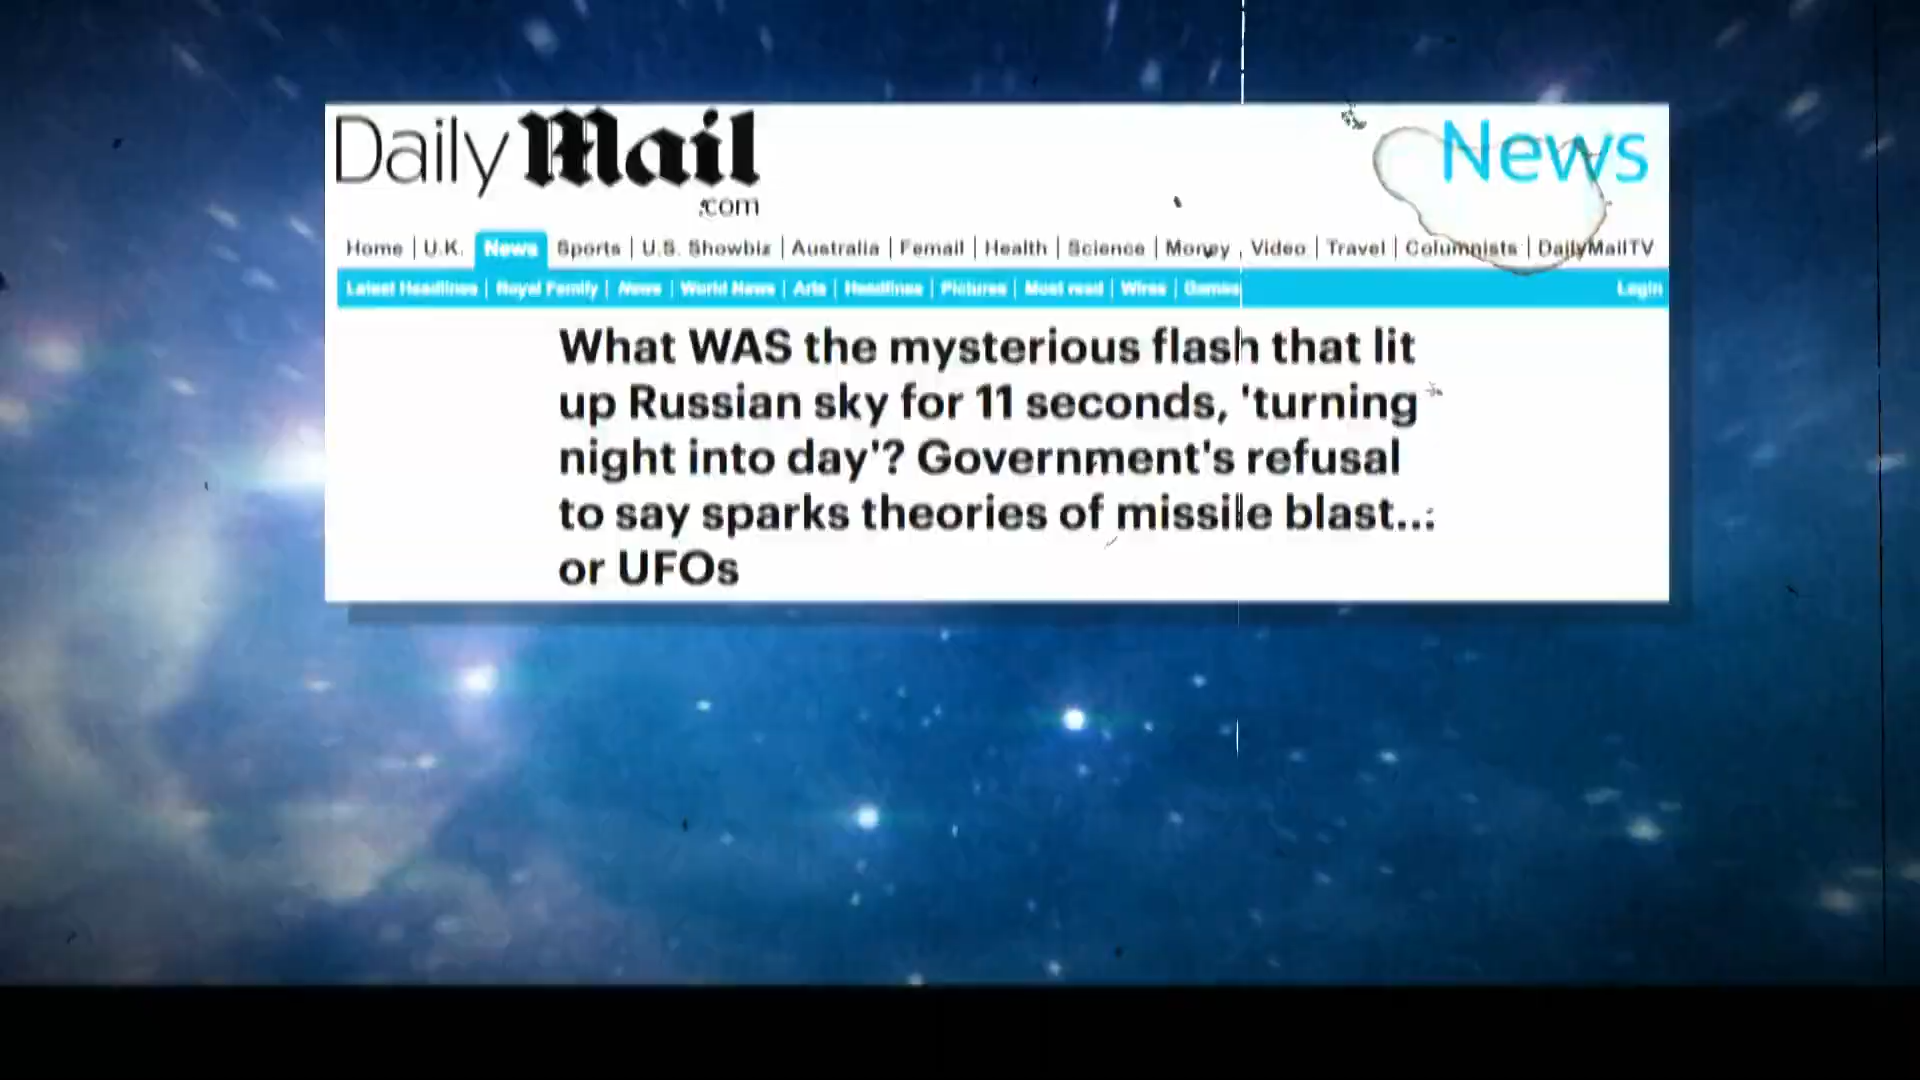 Daily Mail
.com
News
Home | U.K. News Sports | U.S. Showbiz | Australia | Femail | Health | Science | Money | Video | Travel | Columnists | DailyMailTV
Latest Headlines | Royal Family | News | World News | Arts | Headlines | Pictures | Most read | Wires | Games Login
What WAS the mysterious flash that lit
up Russian sky for 11 seconds, 'turning
night into day'? Government's refusal
to say sparks theories of missile blast...
or UFOs